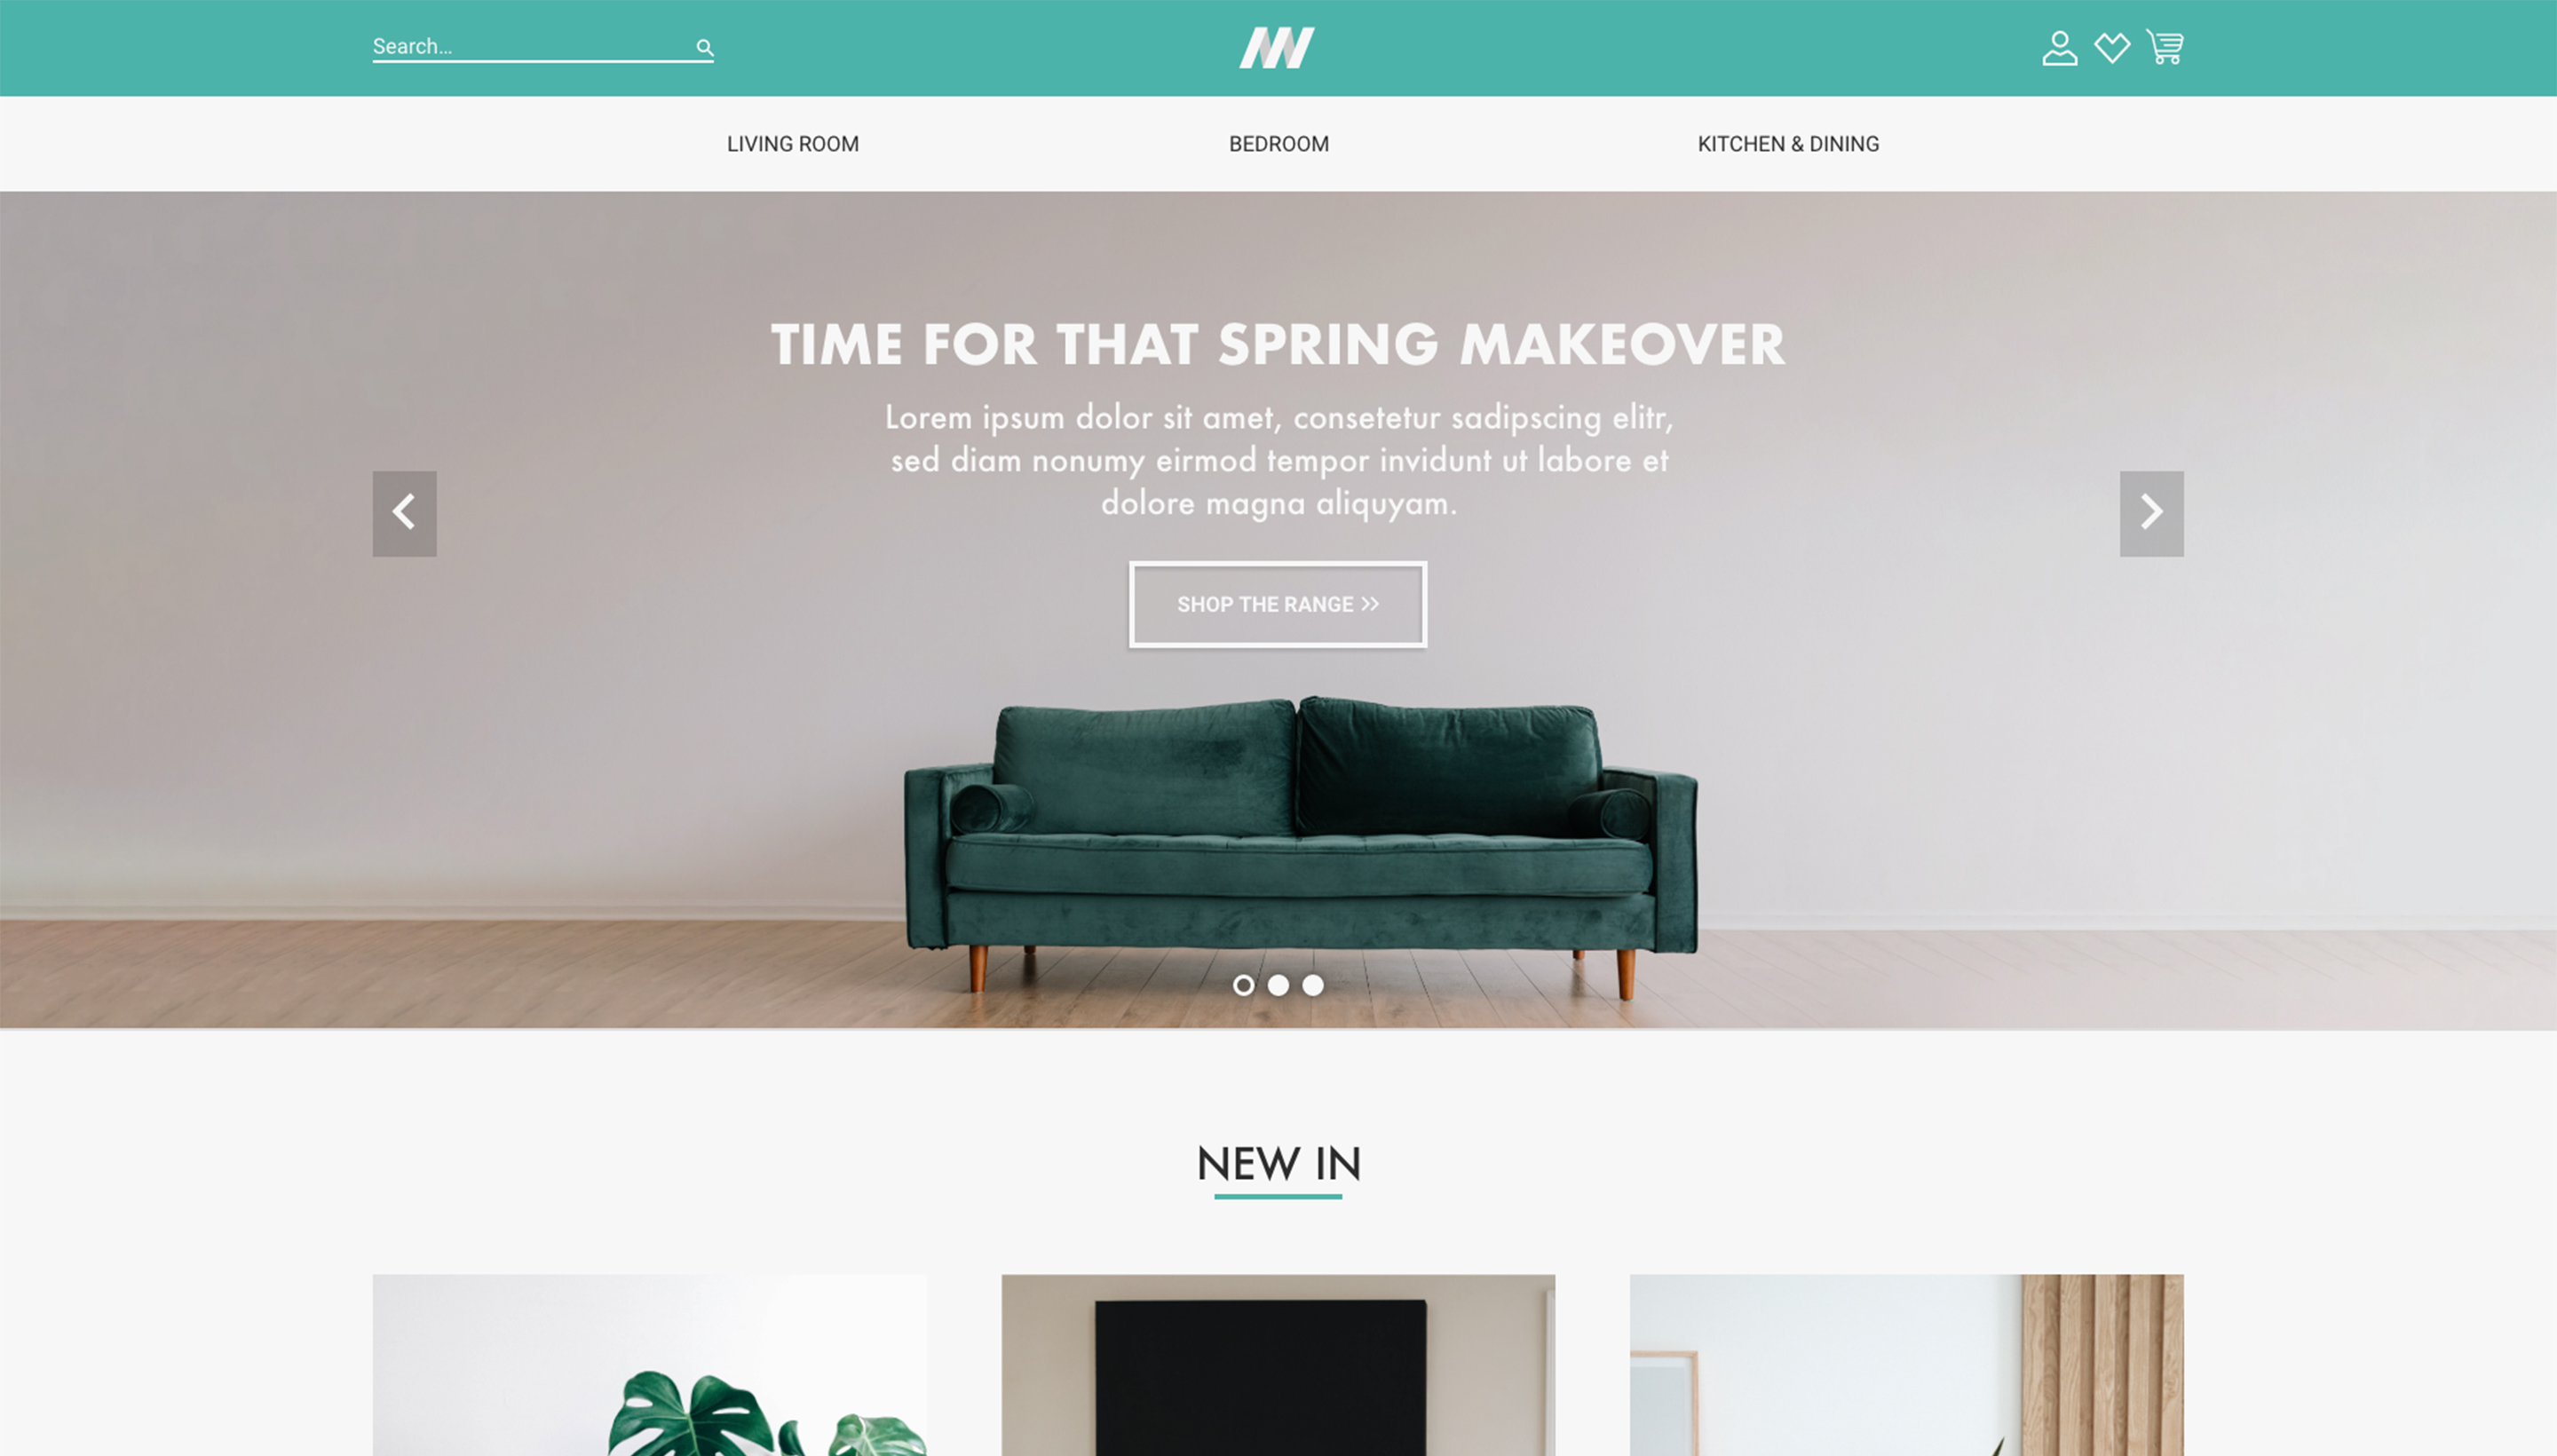 Search...
LIVING ROOM
BEDROOM
KITCHEN & DINING
TIME FOR THAT SPRING MAKEOVER
Lorem ipsum dolor sit amet, consetetur sadipscing elitr,
sed diam nonumy eirmod tempor invidunt ut labore et
dolore magna aliquyam.
SHOP THE RANGE >>
NEW IN